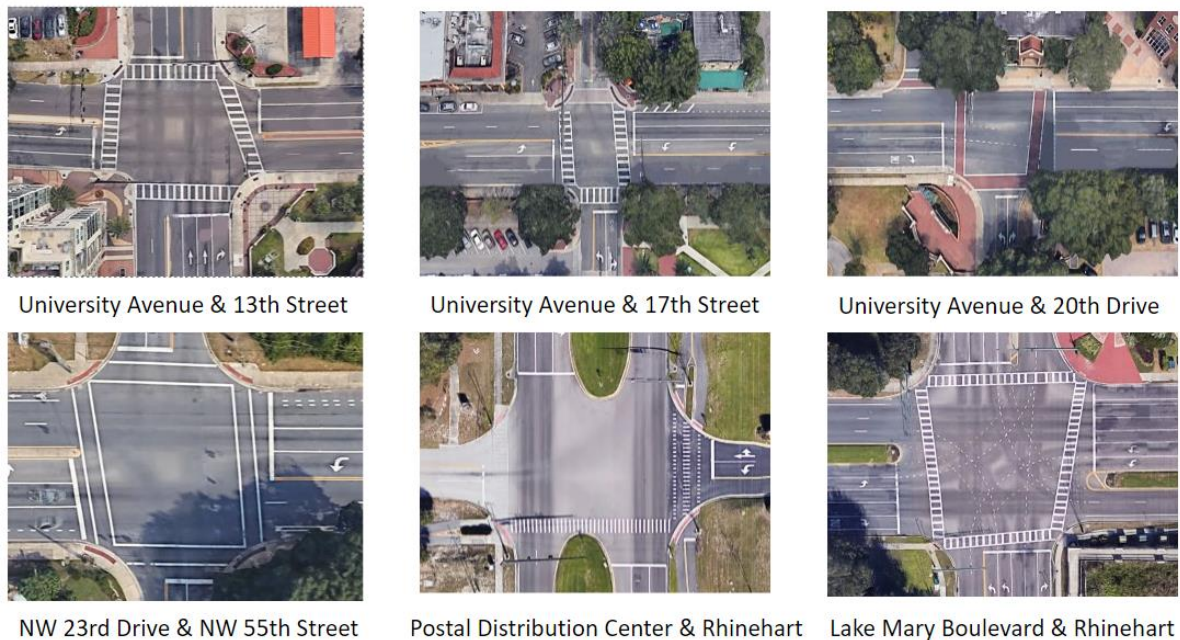 University Avenue & 13th Street
University Avenue & 17th Street
University Avenue & 20th Drive
NW 23rd Drive & NW 55th Street
Postal Distribution Center & Rhinehart
Lake Mary Boulevard & Rhinehart